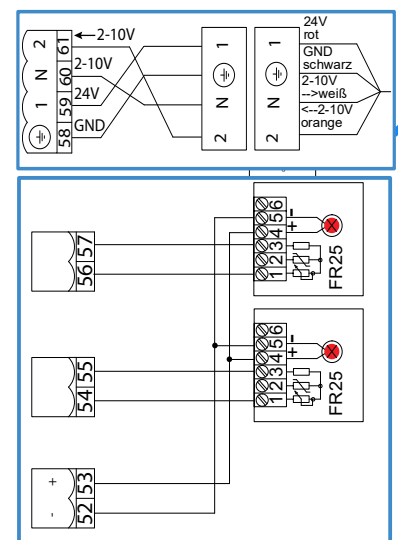 24V
rot
GND
schwarz
2-10V
-->weiß
<--2-10V
orange
1
N
2
1
N
2
2-10V
2-10V
24V
GND
2 61
N 60
1 59
58
1 2 3 4 5 6
- +
FR25
57
56
1 2 3 4 5 6
- +
FR25
55
54
+ 53
- 52